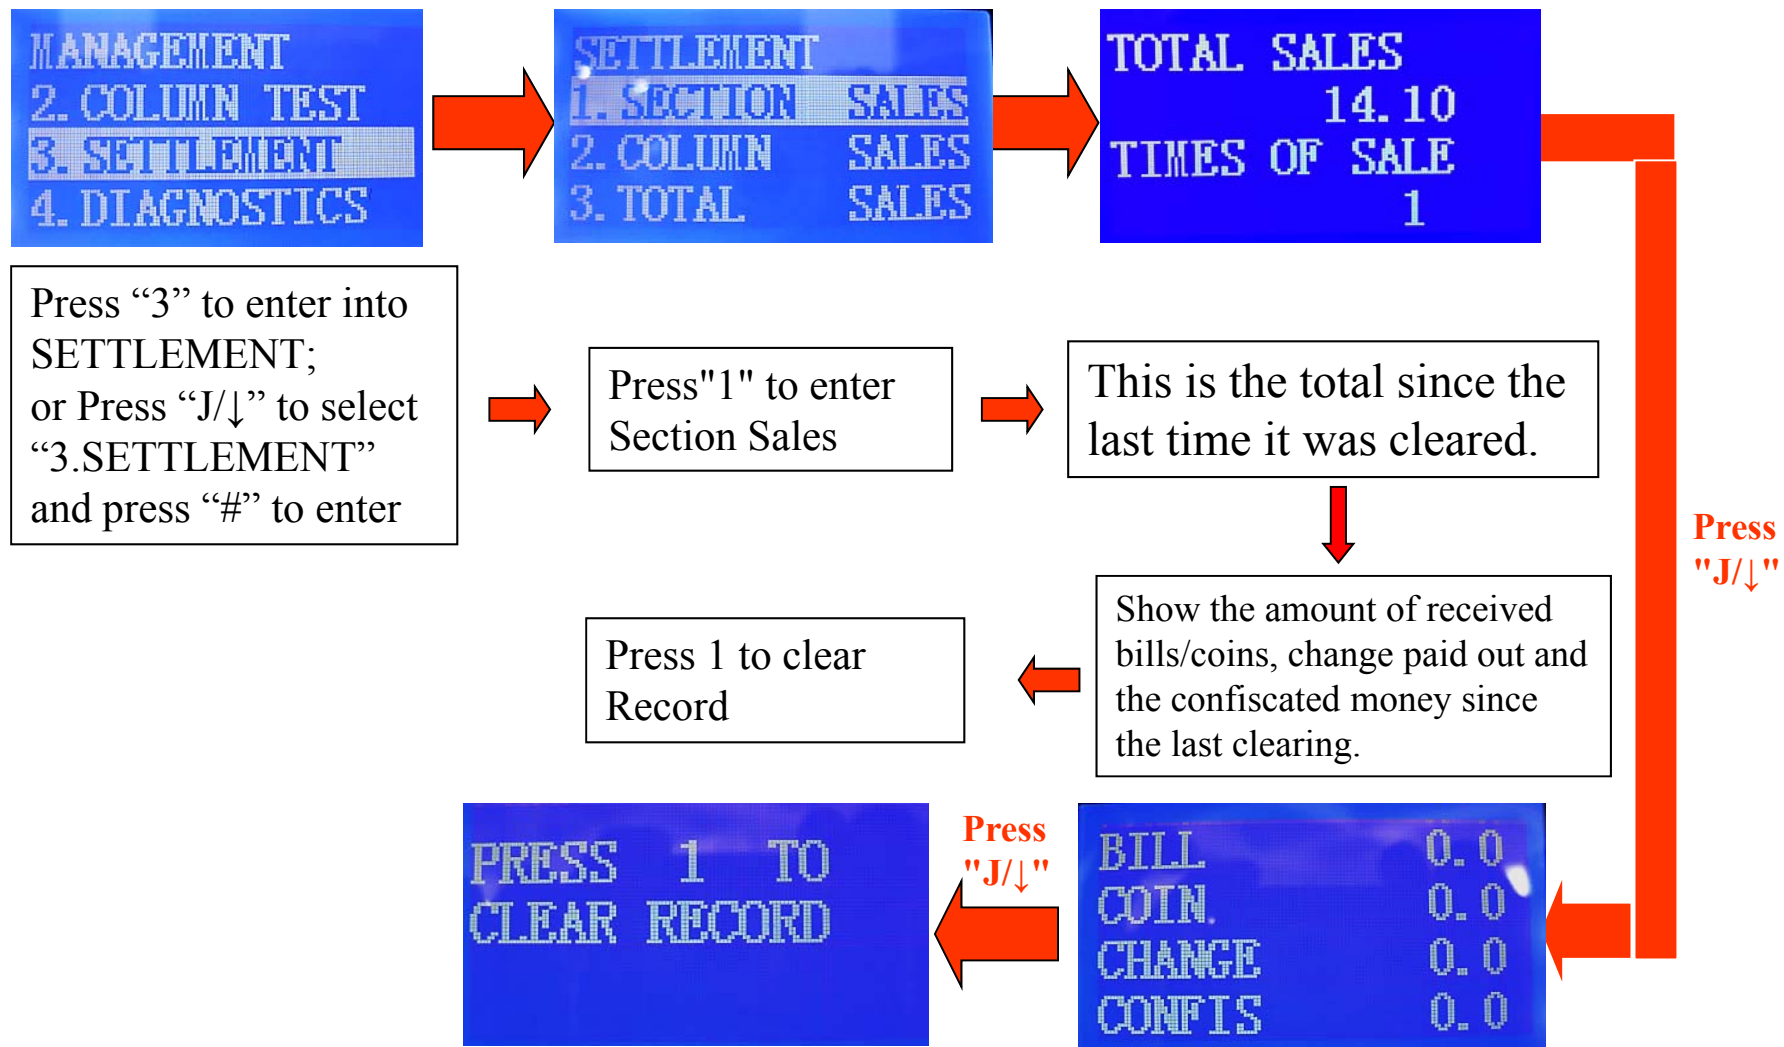 MANAGEMENT
2. COLUMN TEST
3. SETTLEMENT
4. DIAGNOSTICS
SETTLEMENT
1. SECTION SALES
2. COLUMN SALES
3. TOTAL SALES
TOTAL SALES
14.10
TIMES OF SALE
1
Press “3” to enter into
SETTLEMENT;
or Press “J/↓” to select
“3.SETTLEMENT”
and press “#” to enter
Press"1" to enter
Section Sales
This is the total since the
last time it was cleared.
Press
"J/↓"
Show the amount of received
bills/coins, change paid out and
the confiscated money since
the last clearing.
Press 1 to clear
Record
PRESS 1 TO
CLEAR RECORD
Press
"J/↓"
BILL 0.0
COIN 0.0
CHANGE 0.0
CONFIS 0.0